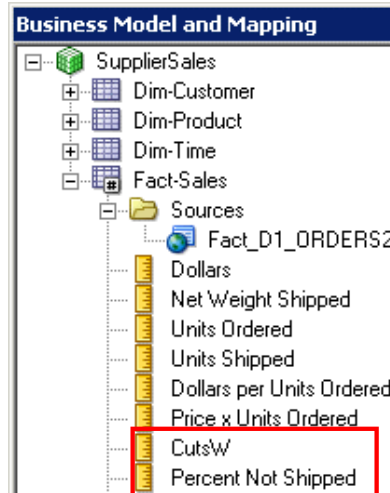 Business Model and Mapping
SupplierSales
Dim-Customer
Dim-Product
Dim-Time
Fact-Sales
Sources
Fact_D1_ORDERS2
Dollars
Net Weight Shipped
Units Ordered
Units Shipped
Dollars per Units Ordered
Price x Units Ordered
CutsW
Percent Not Shipped